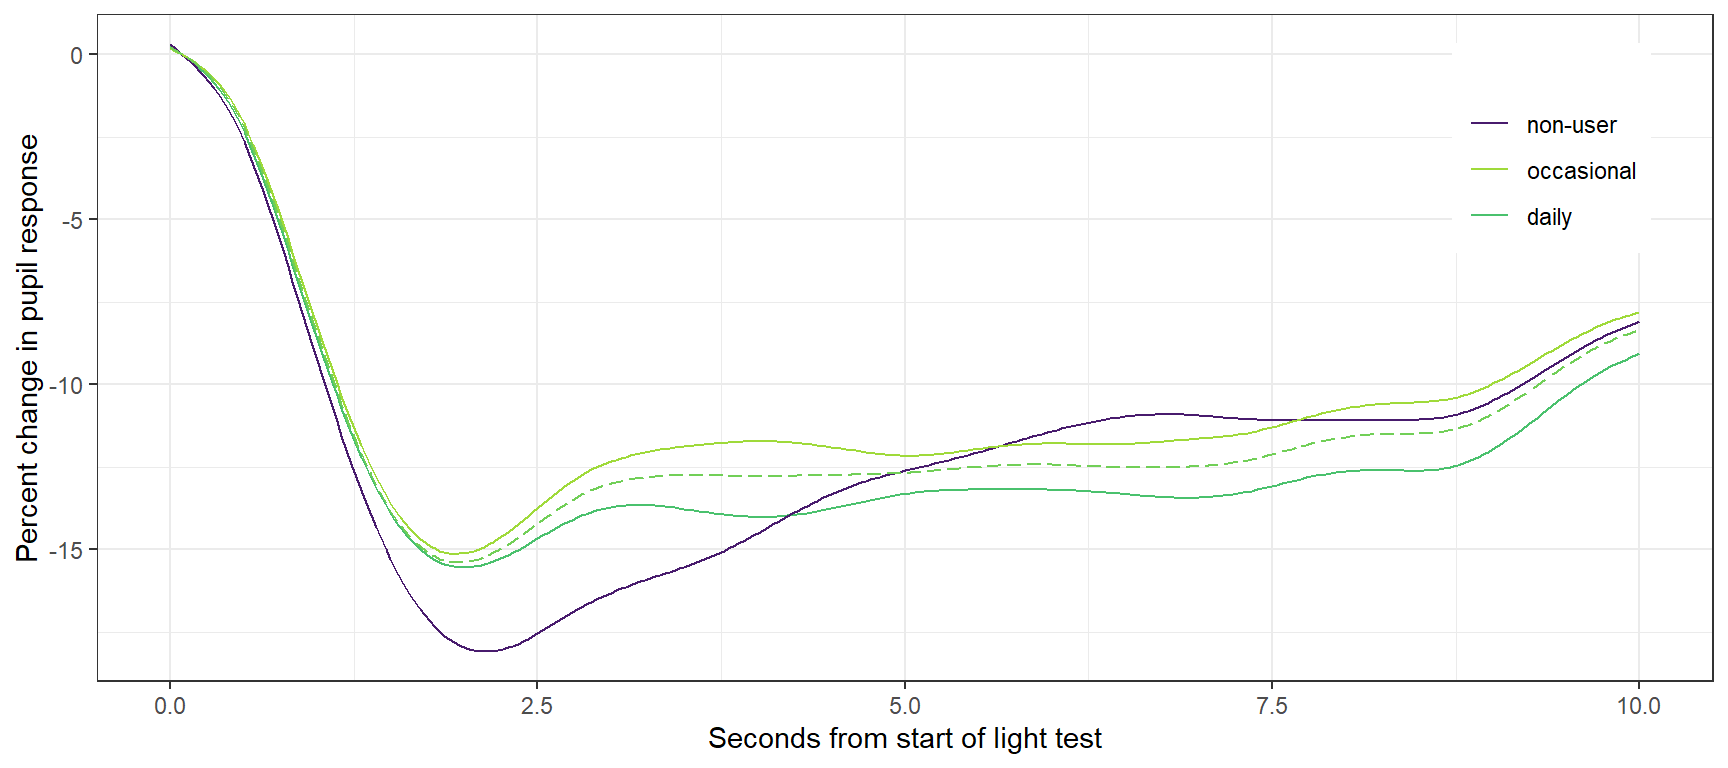 Percent change in pupil response
0
-5
-10
-15
non-user
occasional
daily
0.0
2.5
5.0
7.5
10.0
Seconds from start of light test